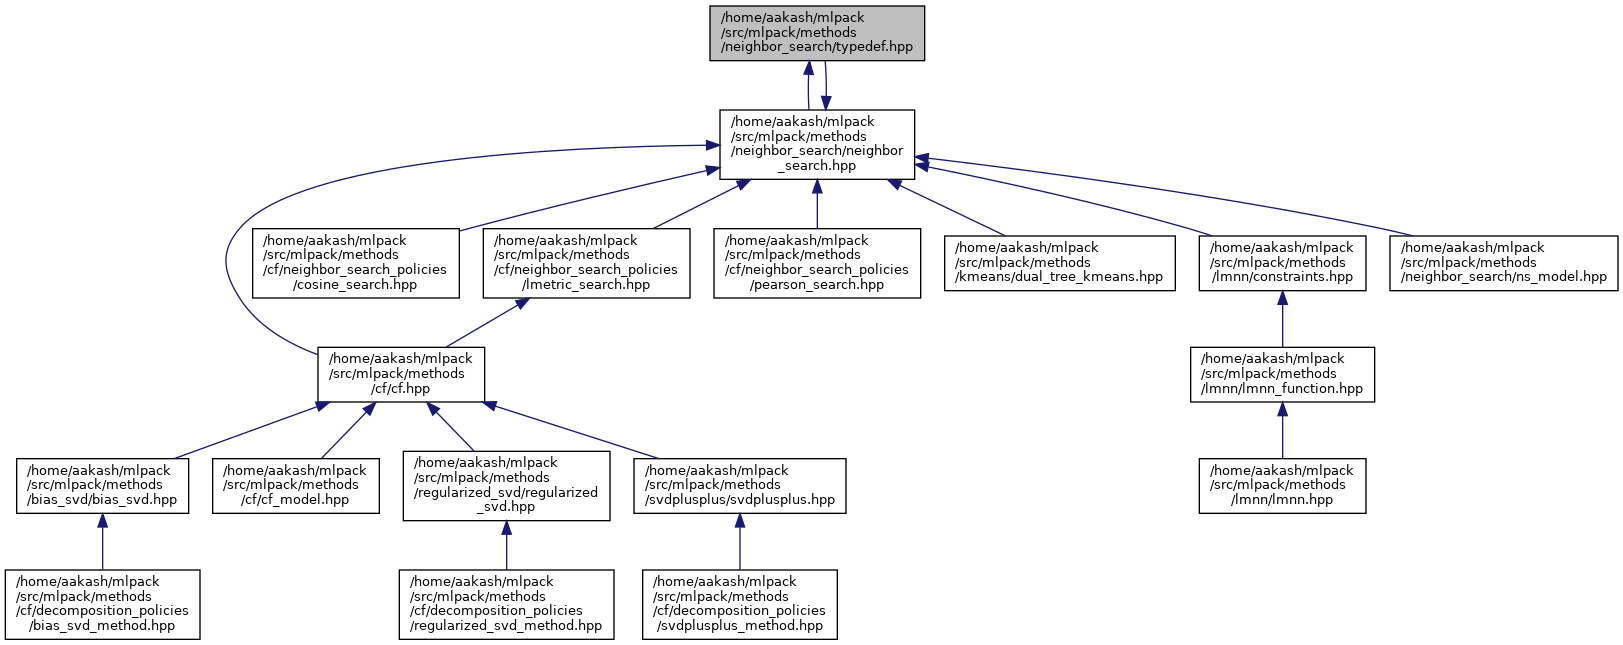 /home/aakash/mlpack
/src/mlpack/methods
/neighbor_search/typedef.hpp
/home/aakash/mlpack
/src/mlpack/methods
/neighbor_search/neighbor
_search.hpp
/home/aakash/mlpack
/src/mlpack/methods
/cf/neighbor_search_policies
/cosine_search.hpp
/home/aakash/mlpack
/src/mlpack/methods
/cf/neighbor_search_policies
/lmetric_search.hpp
/home/aakash/mlpack
/src/mlpack/methods
/cf/neighbor_search_policies
/pearson_search.hpp
/home/aakash/mlpack
/src/mlpack/methods
/kmeans/dual_tree_kmeans.hpp
/home/aakash/mlpack
/src/mlpack/methods
/lmnn/constraints.hpp
/home/aakash/mlpack
/src/mlpack/methods
/neighbor_search/ns_model.hpp
/home/aakash/mlpack
/src/mlpack/methods
/cf/cf.hpp
/home/aakash/mlpack
/src/mlpack/methods
/lmnn/lmnn_function.hpp
/home/aakash/mlpack
/src/mlpack/methods
/bias_svd/bias_svd.hpp
/home/aakash/mlpack
/src/mlpack/methods
/cf/cf_model.hpp
/home/aakash/mlpack
/src/mlpack/methods
/regularized_svd/regularized
_svd.hpp
/home/aakash/mlpack
/src/mlpack/methods
/svdplusplus/svdplusplus.hpp
/home/aakash/mlpack
/src/mlpack/methods
/lmnn/lmnn.hpp
/home/aakash/mlpack
/src/mlpack/methods
/cf/decomposition_policies
/bias_svd_method.hpp
/home/aakash/mlpack
/src/mlpack/methods
/cf/decomposition_policies
/regularized_svd_method.hpp
/home/aakash/mlpack
/src/mlpack/methods
/cf/decomposition_policies
/svdplusplus_method.hpp